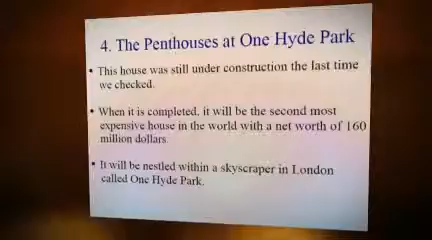 4. The Penthouses at One Hyde Park
• This house was still under construction the last time
we checked.
• When it is completed, it will be the second most
expensive house in the world with a net worth of 160
million dollars.
• It will be nestled within a skyscraper in London
called One Hyde Park.